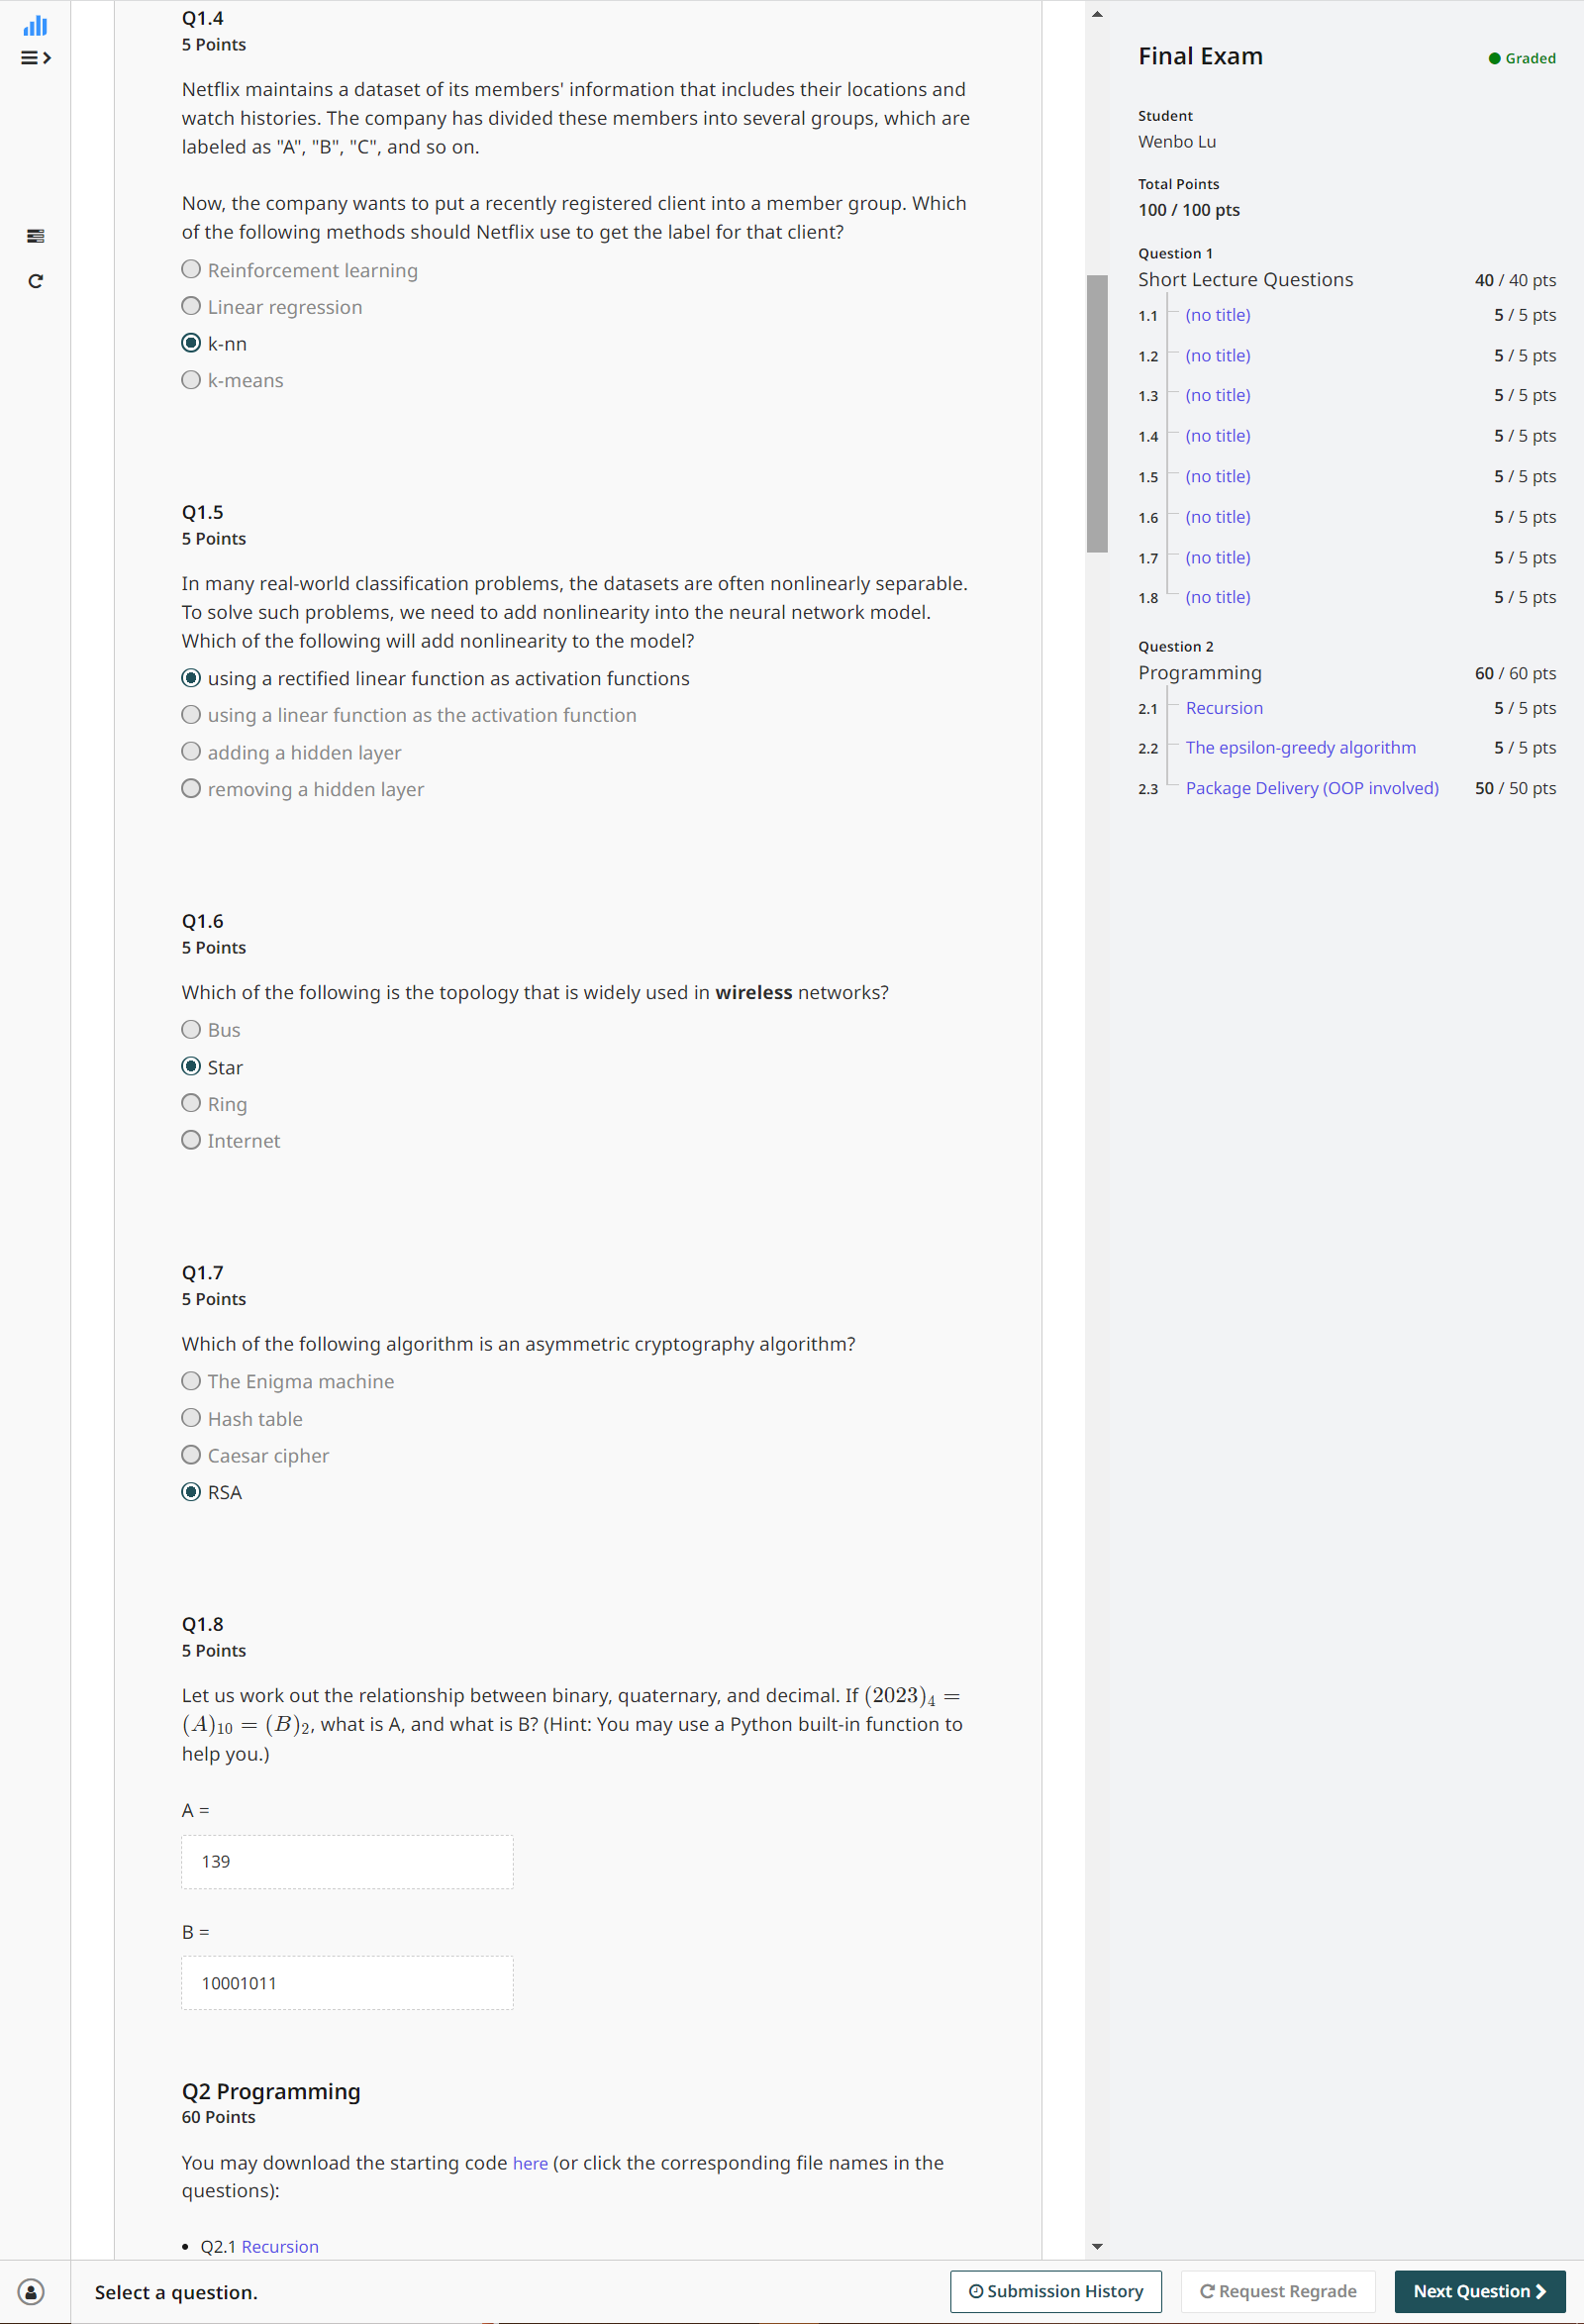 Q1.4
5 Points
Netflix maintains a dataset of its members' information that includes their locations and
watch histories. The company has divided these members into several groups, which are
labeled as "A", "B", "C", and so on.
Now, the company wants to put a recently registered client into a member group. Which
of the following methods should Netflix use to get the label for that client?
Reinforcement learning
Linear regression
k-nn
k-means
Q1.5
5 Points
In many real-world classification problems, the datasets are often nonlinearly separable.
To solve such problems, we need to add nonlinearity into the neural network model.
Which of the following will add nonlinearity to the model?
using a rectified linear function as activation functions
using a linear function as the activation function
adding a hidden layer
removing a hidden layer
Q1.6
5 Points
Which of the following is the topology that is widely used in wireless networks?
Bus
Star
Ring
Internet
Q1.7
5 Points
Which of the following algorithm is an asymmetric cryptography algorithm?
The Enigma machine
Hash table
Caesar cipher
RSA
Q1.8
5 Points
Let us work out the relationship between binary, quaternary, and decimal. If (2023)₄ =
(A)₁₀ = (B)₂, what is A, and what is B? (Hint: You may use a Python built-in function to
help you.)
A =
139
B =
10001011
Q2 Programming
60 Points
You may download the starting code here (or click the corresponding file names in the
questions):
• Q2.1 Recursion
Final Exam
Graded
Student
Wenbo Lu
Total Points
100 / 100 pts
Question 1
Short Lecture Questions 40 / 40 pts
1.1 (no title) 5 / 5 pts
1.2 (no title) 5 / 5 pts
1.3 (no title) 5 / 5 pts
1.4 (no title) 5 / 5 pts
1.5 (no title) 5 / 5 pts
1.6 (no title) 5 / 5 pts
1.7 (no title) 5 / 5 pts
1.8 (no title) 5 / 5 pts
Question 2
Programming 60 / 60 pts
2.1 Recursion 5 / 5 pts
2.2 The epsilon-greedy algorithm 5 / 5 pts
2.3 Package Delivery (OOP involved) 50 / 50 pts
Select a question.
Submission History
Request Regrade
Next Question